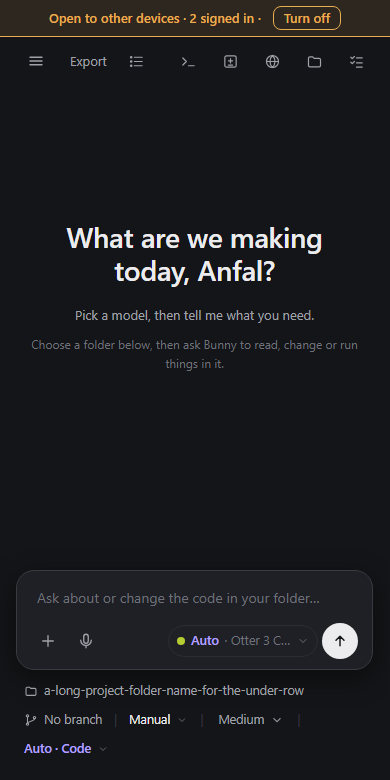 Open to other devices · 2 signed in · Turn off
Export
What are we making
today, Anfal?
Pick a model, then tell me what you need.
Choose a folder below, then ask Bunny to read, change or run
things in it.
Ask about or change the code in your folder...
Auto · Otter 3 C...
a-long-project-folder-name-for-the-under-row
No branch | Manual | Medium |
Auto · Code